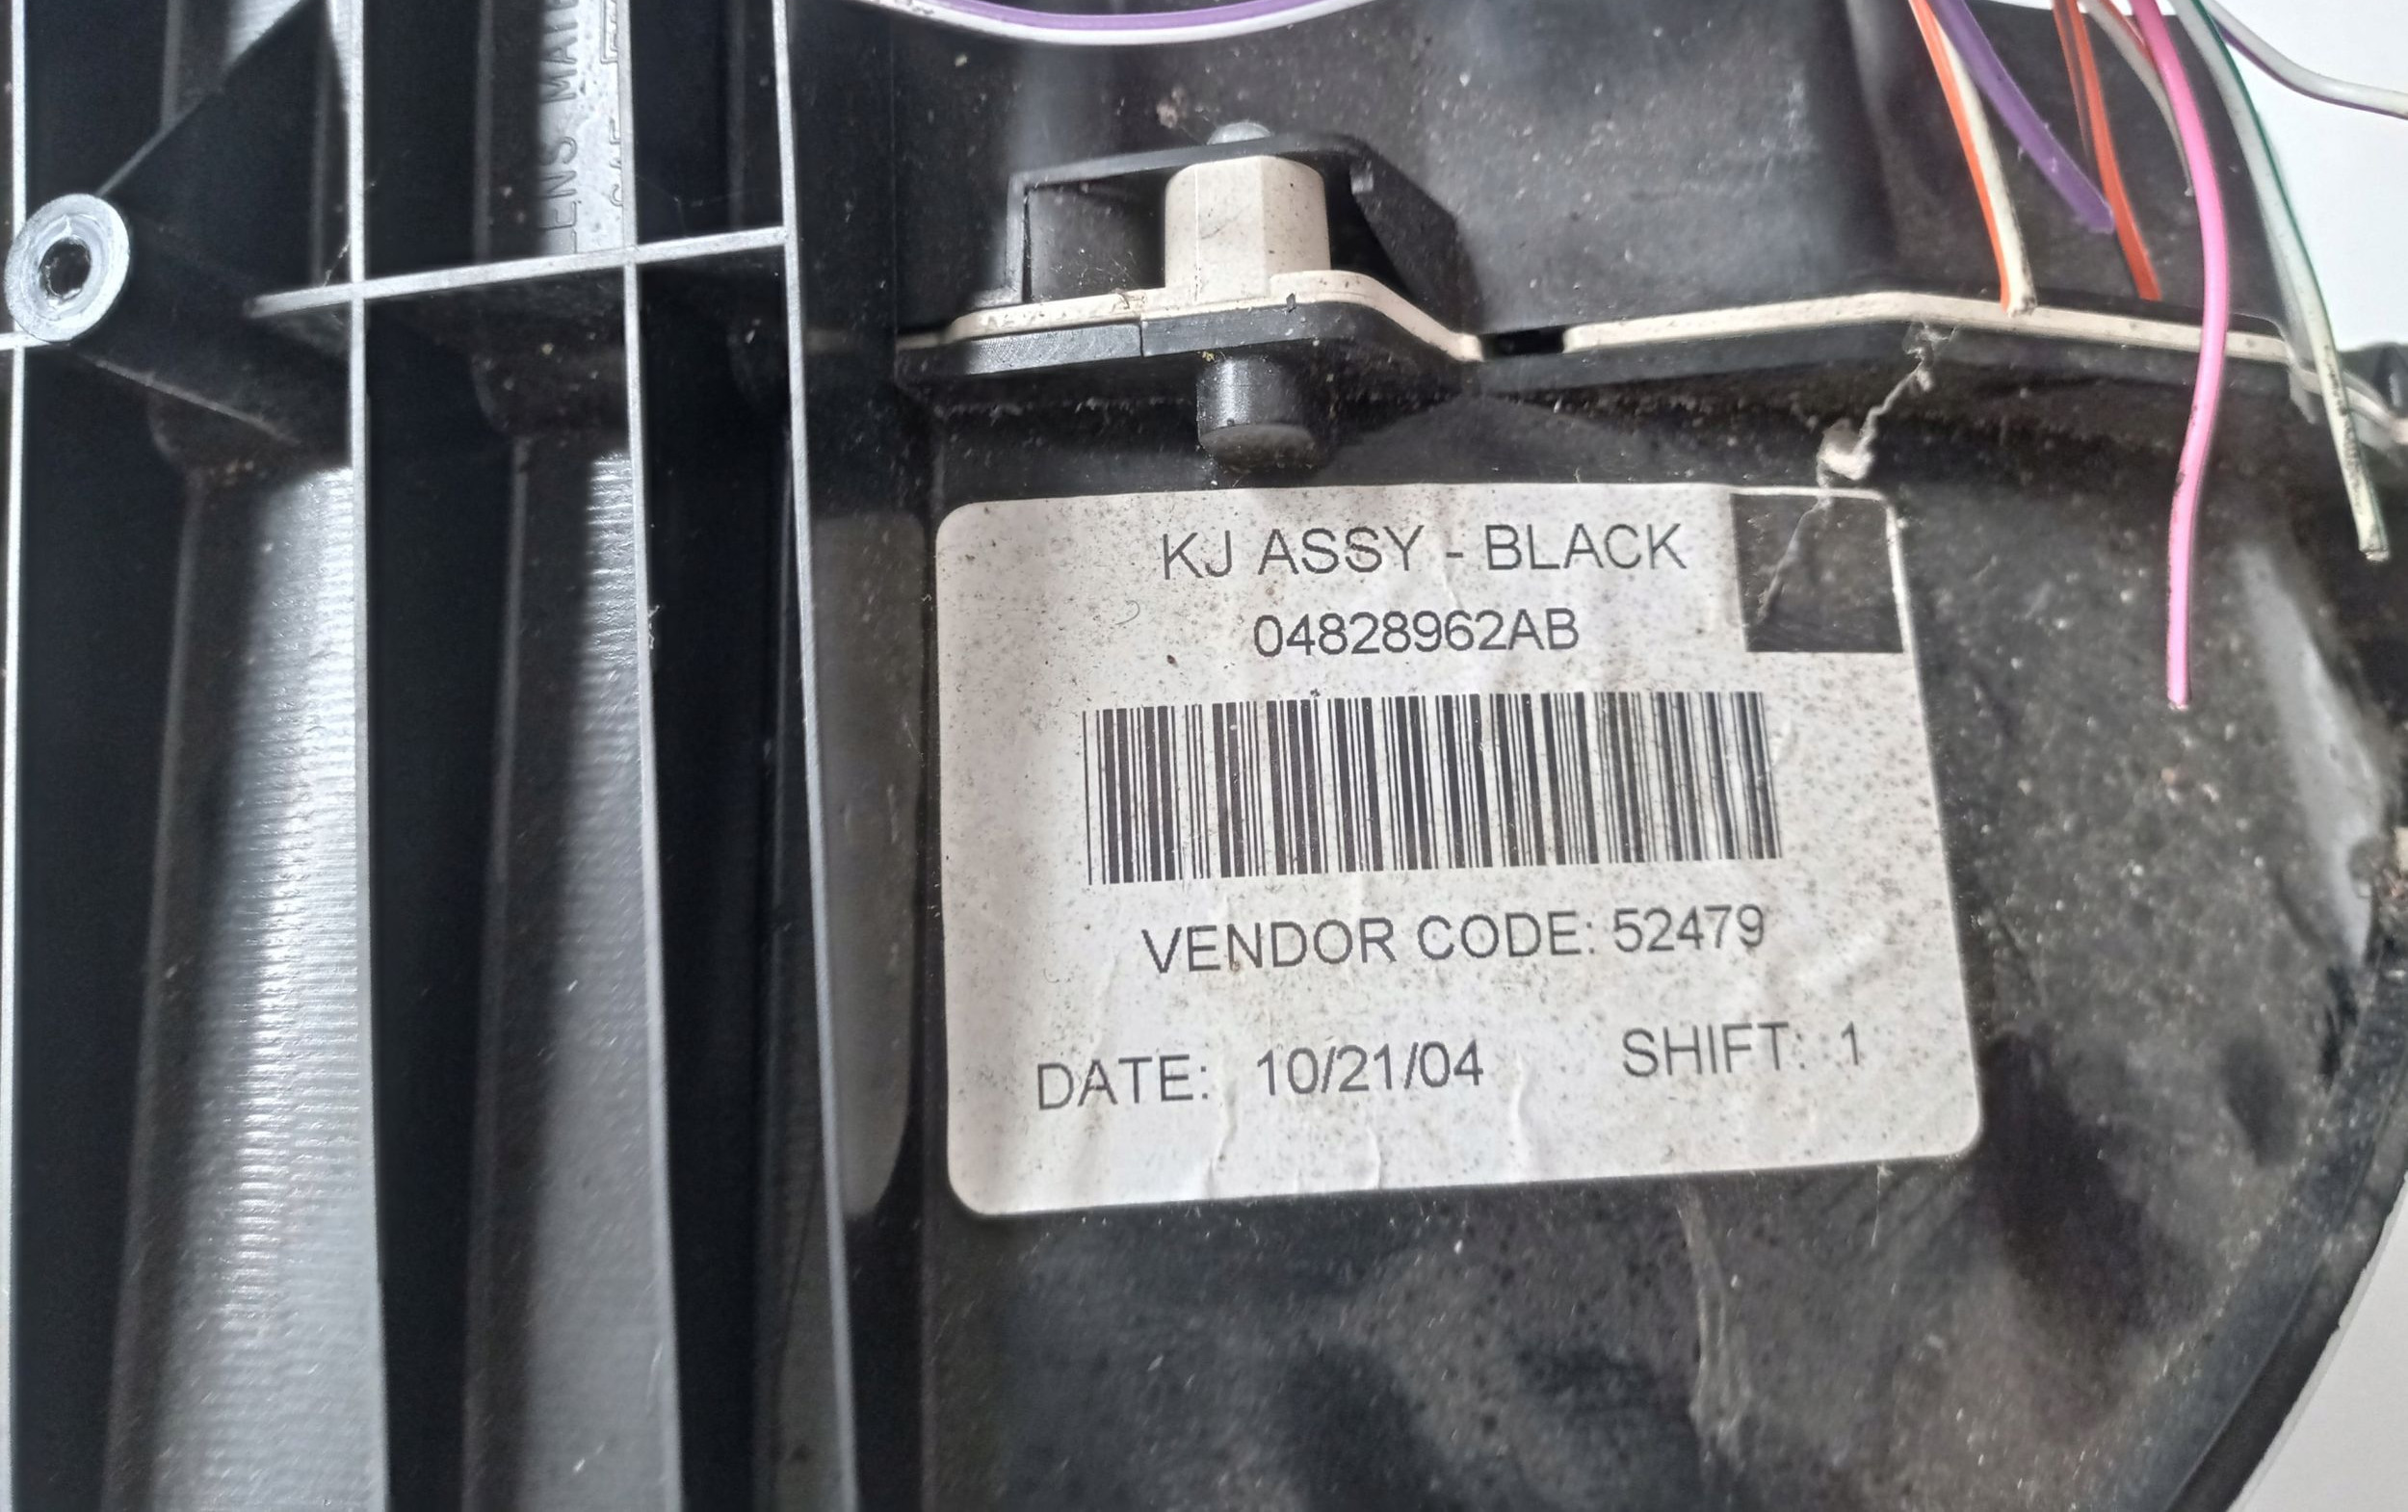 KJ ASSY - BLACK
04828962AB
VENDOR CODE: 52479
DATE: 10/21/04 SHIFT: 1